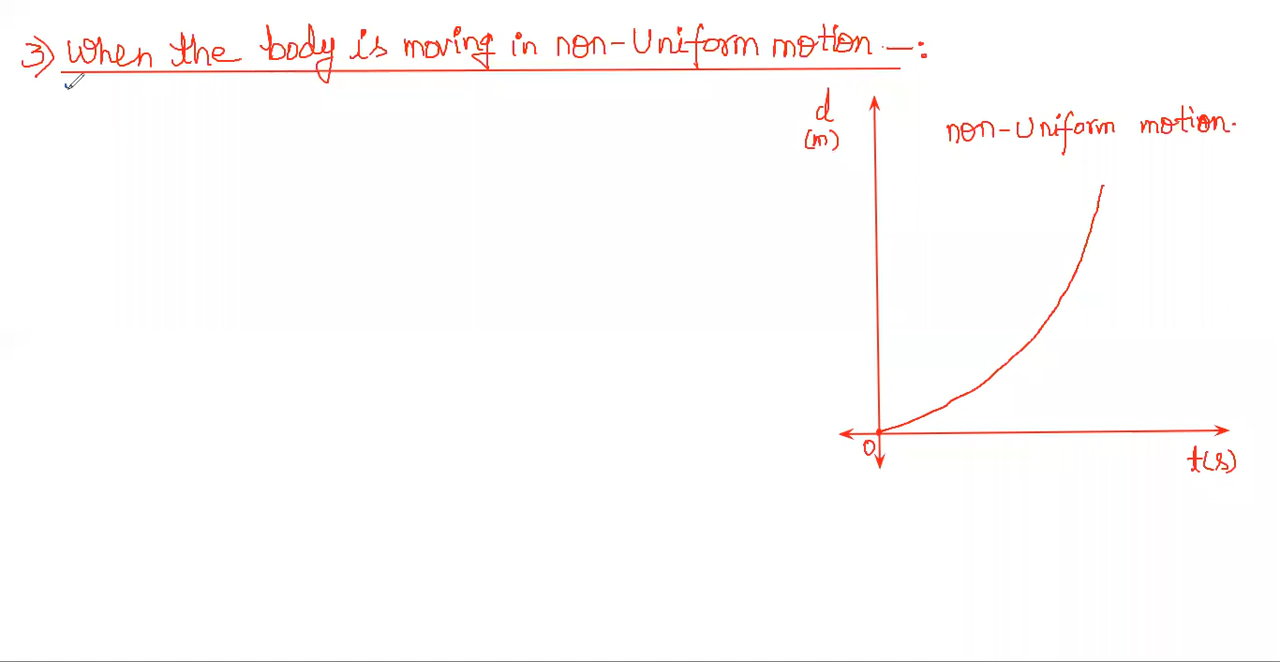 3) When the body is moving in non-Uniform motion -:
d
(m)
non-Uniform motion.
0
t(s)